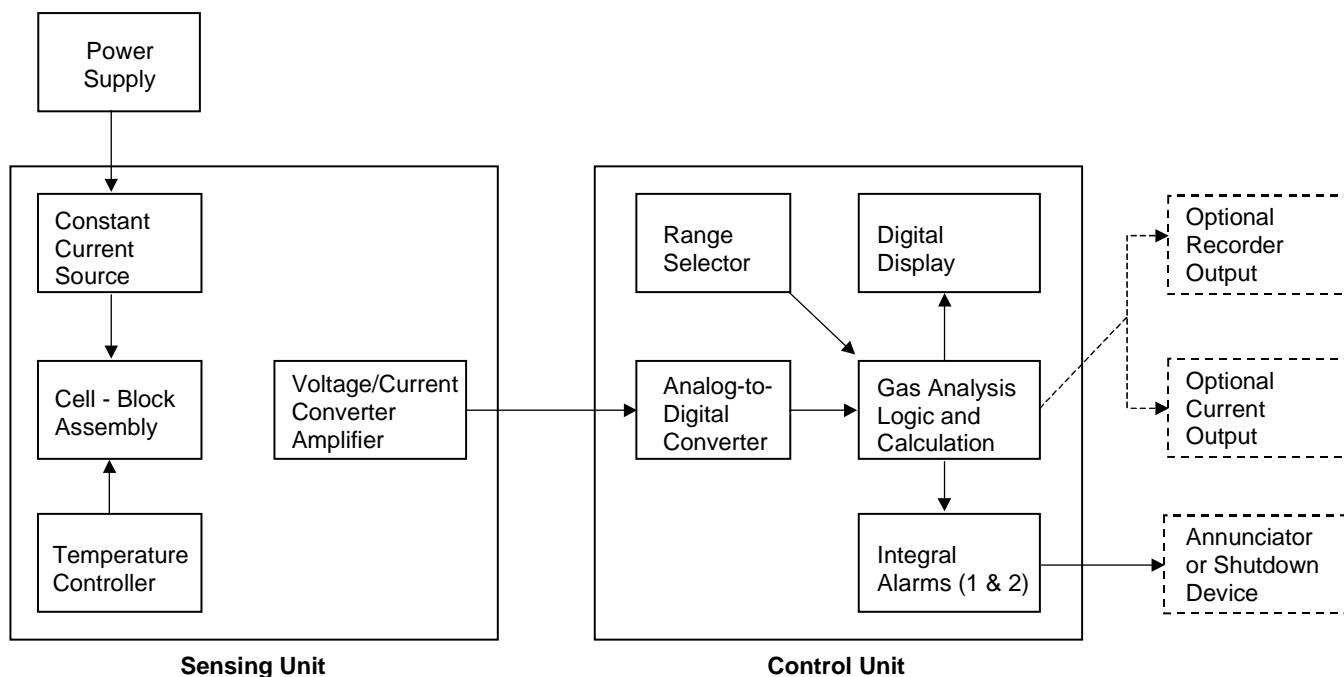 Power
Supply
Constant
Current
Source
Cell - Block
Assembly
Temperature
Controller
Voltage/Current
Converter
Amplifier
Sensing Unit
Range
Selector
Digital
Display
Analog-to-
Digital
Converter
Gas Analysis
Logic and
Calculation
Integral
Alarms (1 & 2)
Control Unit
Optional
Recorder
Output
Optional
Current
Output
Annunciator
or Shutdown
Device